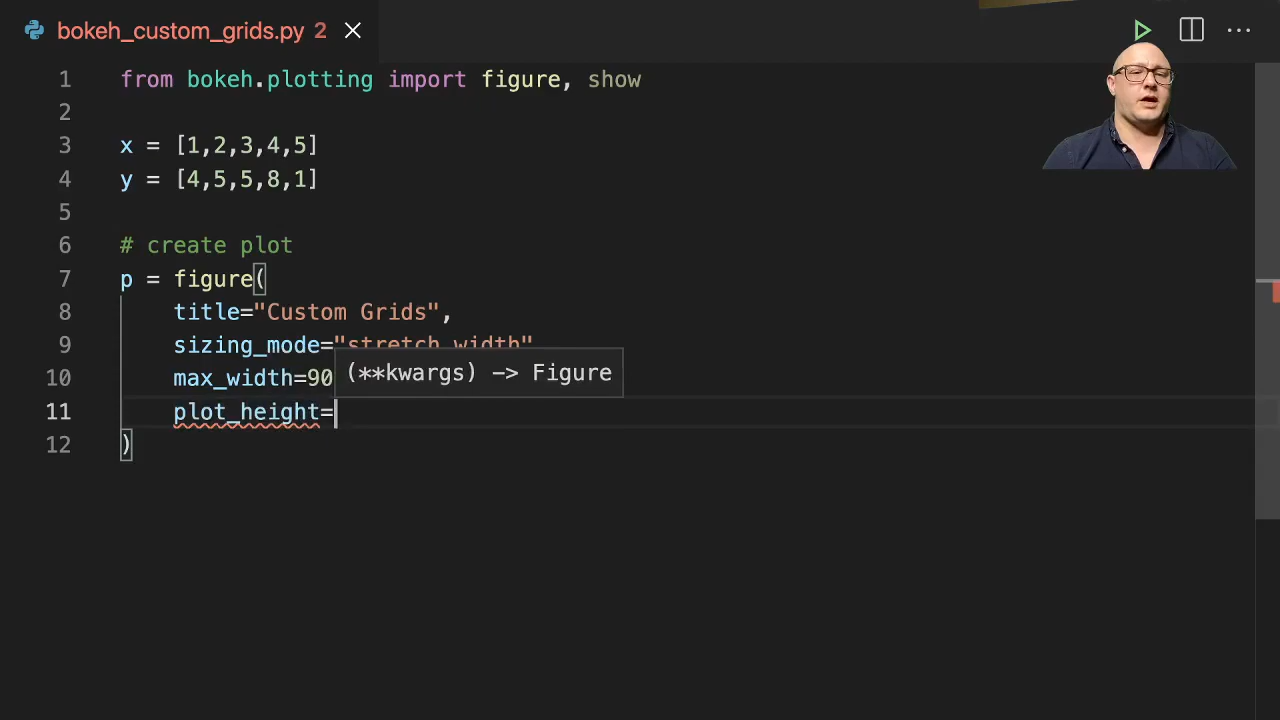 bokeh_custom_grids.py 2
1 from bokeh.plotting import figure, show
2
3 x = [1,2,3,4,5]
4 y = [4,5,5,8,1]
5
6 # create plot
7 p = figure(
8 title="Custom Grids",
9 sizing_mode="stretch_width"
(**kwargs) -> Figure
10 max_width=90
11 plot_height=
12 )